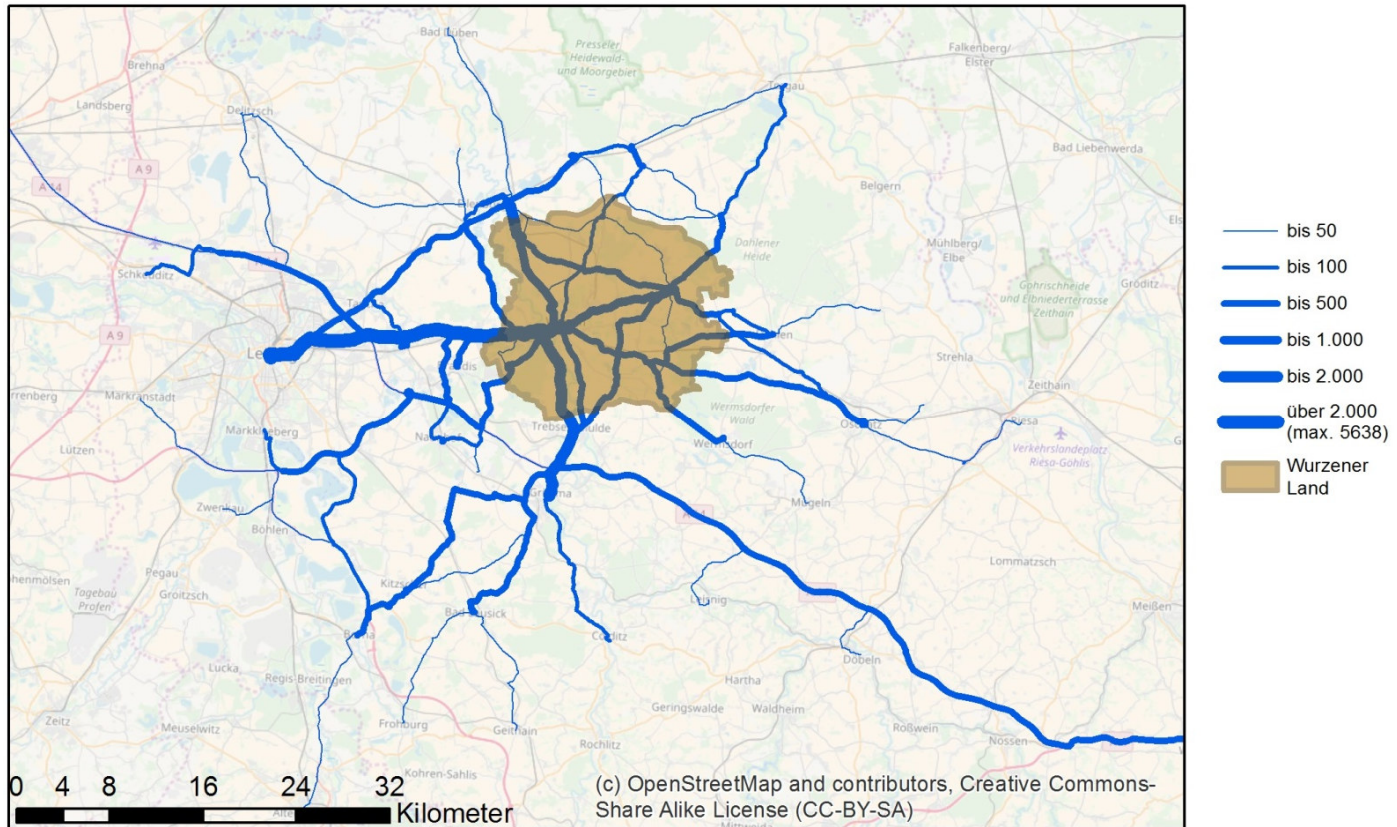 Bad Düben
Presseler
Heidewald-
und Moorgebiet
Falkenberg/
Elster
Brehna
Landsberg
Delitzsch
Bad Liebenwerda
A 9
A 14
Belgern
Dahlener
Heide
Mühlberg/
Elbe
Gröditz
Gohrischheide
und Elbniederterrasse
Zeithain
Schkeuditz
A 9
Strehla
Zeithain
Markranstädt
Markkleeberg
Wermsdorfer
Wald
Riesa
Verkehrslandeplatz
Riesa-Göhlis
Lützen
Wermsdorf
Zwenkau
Böhlen
Mügeln
A 14
Lommatzsch
Pegau
Groitzsch
Tagebau
Profen
Leisnig
Meißen
Colditz
Döbeln
Lucka
Regis-Breitingen
Hartha
Zeitz
Meuselwitz
Frohburg
Geithain
Geringswalde
Waldheim
Roßwein
Nossen
Rochlitz
Kohren-Sahlis
0 4 8 16 24 32
Kilometer
(c) OpenStreetMap and contributors, Creative Commons-
Share Alike License (CC-BY-SA)
bis 50
bis 100
bis 500
bis 1.000
bis 2.000
über 2.000
(max. 5638)
Wurzener
Land